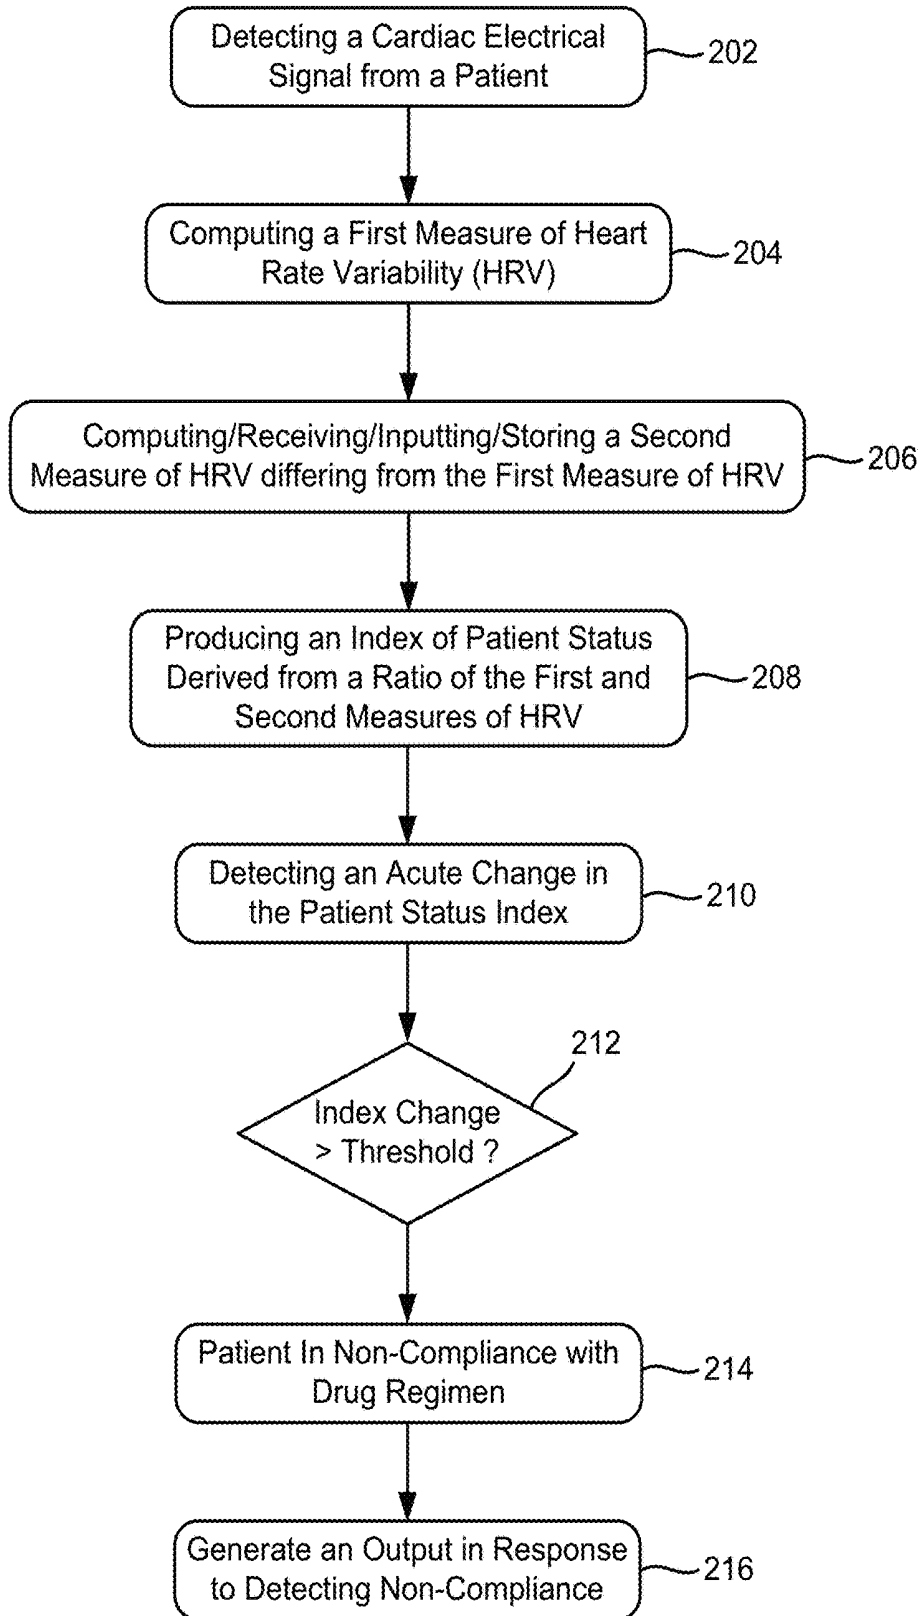 Detecting a Cardiac Electrical
Signal from a Patient
202
Computing a First Measure of Heart
Rate Variability (HRV)
204
Computing/Receiving/Inputting/Storing a Second
Measure of HRV differing from the First Measure of HRV
206
Producing an Index of Patient Status
Derived from a Ratio of the First and
Second Measures of HRV
208
Detecting an Acute Change in
the Patient Status Index
210
212
Index Change
> Threshold ?
Patient In Non-Compliance with
Drug Regimen
214
Generate an Output in Response
to Detecting Non-Compliance
216